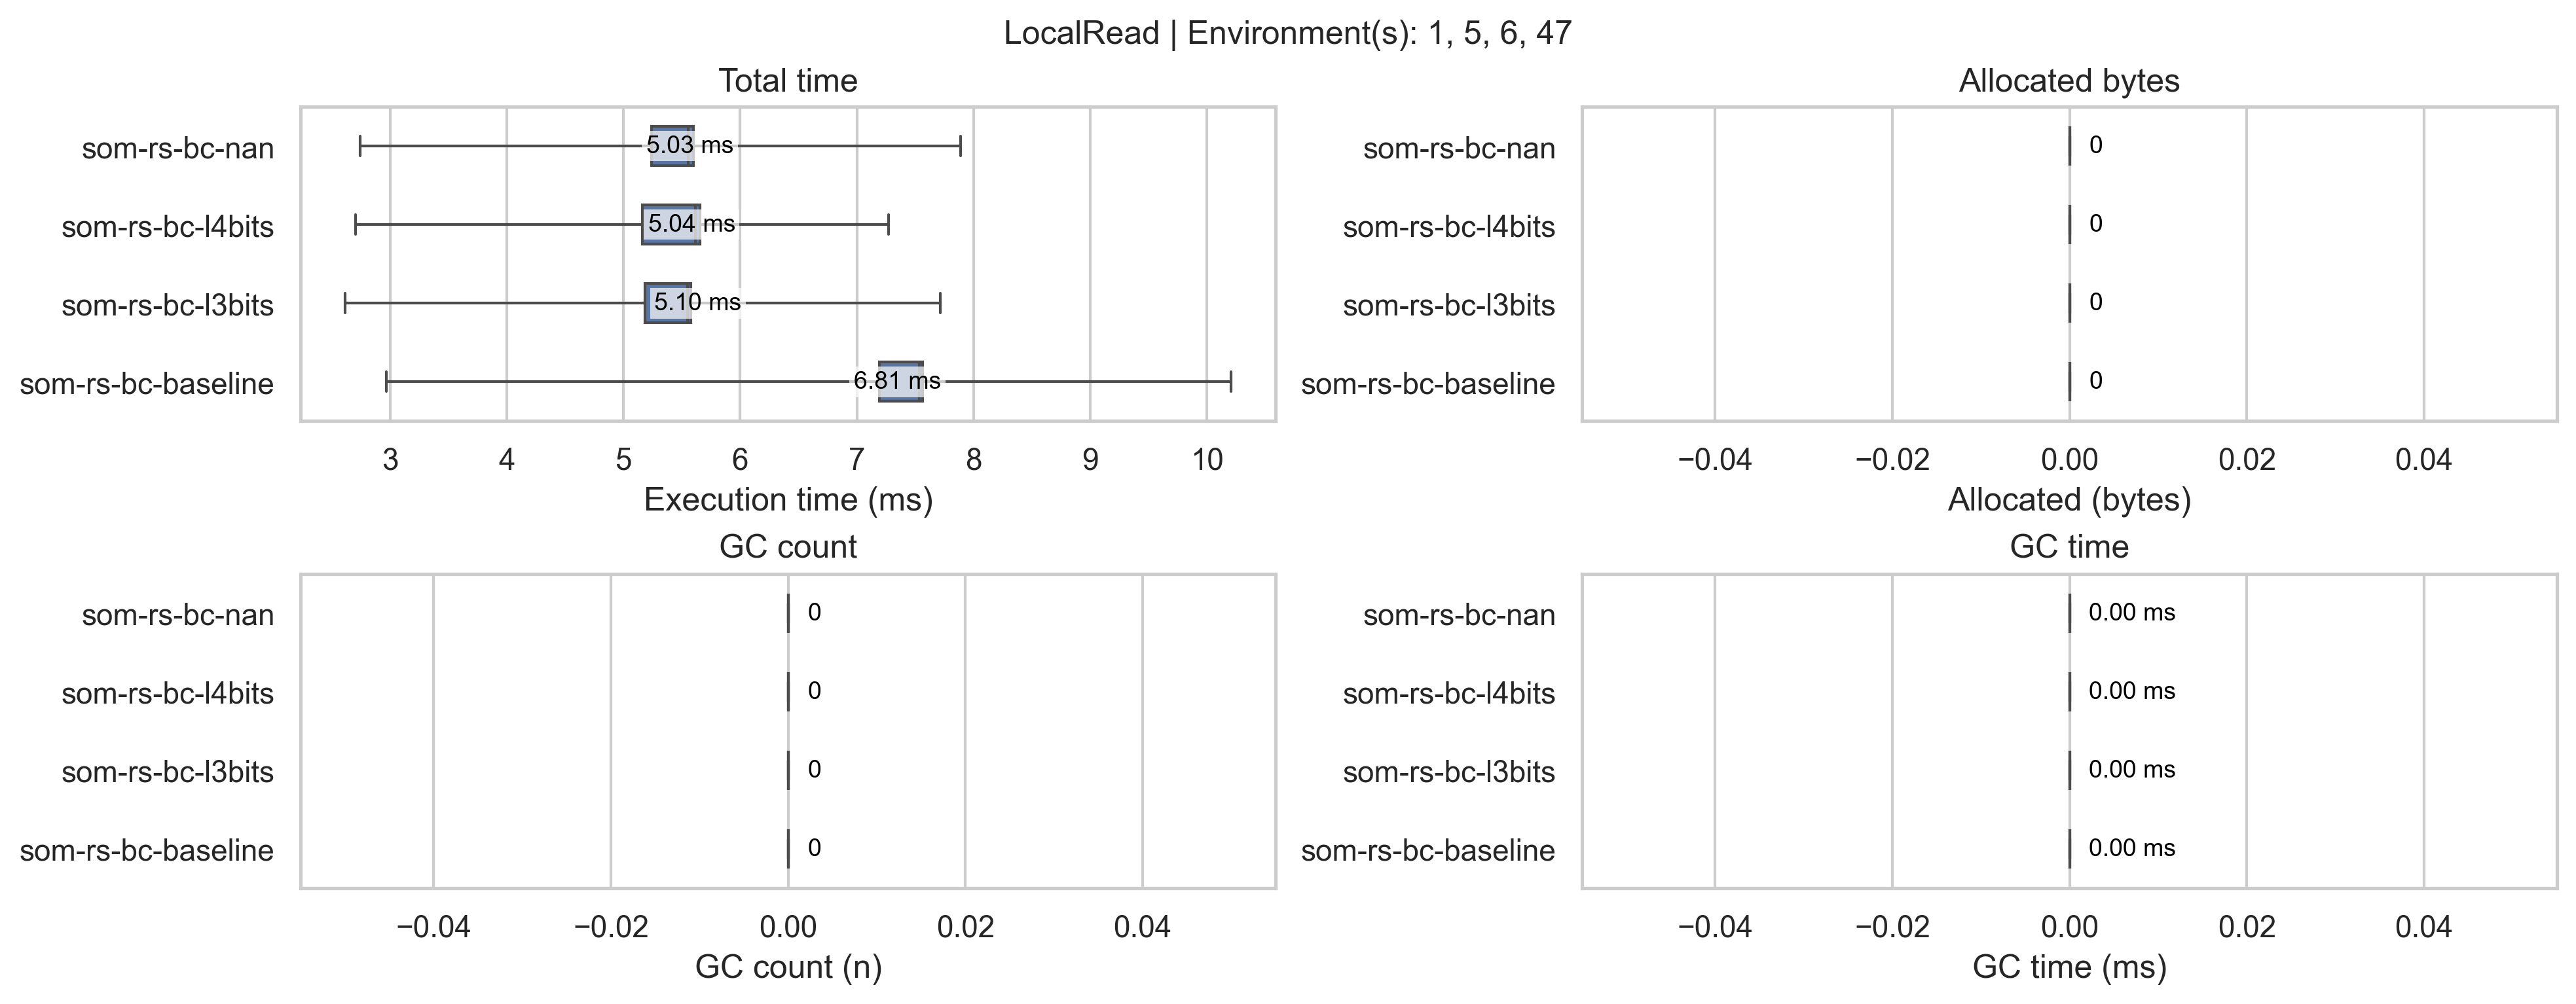 LocalRead | Environment(s): 1, 5, 6, 47
Total time
som-rs-bc-nan
5.03 ms
som-rs-bc-l4bits
5.04 ms
som-rs-bc-l3bits
5.10 ms
som-rs-bc-baseline
6.81 ms
3 4 5 6 7 8 9 10
Execution time (ms)
Allocated bytes
som-rs-bc-nan
0
som-rs-bc-l4bits
0
som-rs-bc-l3bits
0
som-rs-bc-baseline
0
−0.04 −0.02 0.00 0.02 0.04
Allocated (bytes)
GC count
som-rs-bc-nan
0
som-rs-bc-l4bits
0
som-rs-bc-l3bits
0
som-rs-bc-baseline
0
−0.04 −0.02 0.00 0.02 0.04
GC count (n)
GC time
som-rs-bc-nan
0.00 ms
som-rs-bc-l4bits
0.00 ms
som-rs-bc-l3bits
0.00 ms
som-rs-bc-baseline
0.00 ms
−0.04 −0.02 0.00 0.02 0.04
GC time (ms)